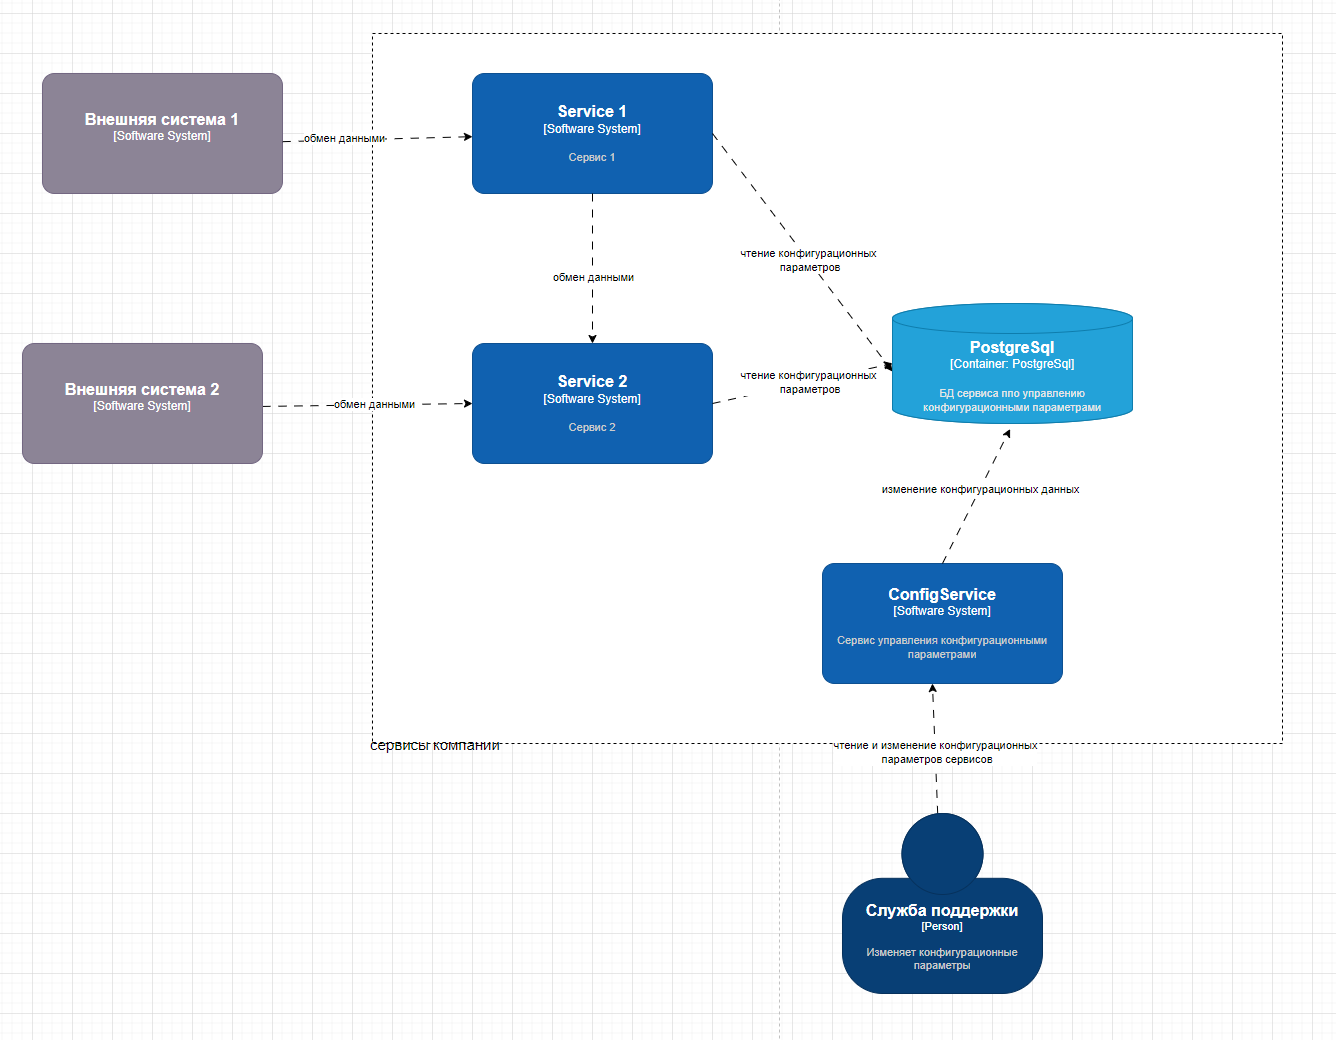 Внешняя система 1
[Software System]
обмен данными
Service 1
[Software System]
Сервис 1
чтение конфигурационных
параметров
обмен данными
Внешняя система 2
[Software System]
обмен данными
Service 2
[Software System]
Сервис 2
чтение конфигурационных
параметров
PostgreSql
[Container: PostgreSql]
БД сервиса ппо управлению
конфигурационными параметрами
изменение конфигурационных данных
ConfigService
[Software System]
Сервис управления конфигурационными
параметрами
сервисы компании
чтение и изменение конфигурационных
параметров сервисов
Служба поддержки
[Person]
Изменяет конфигурационные
параметры